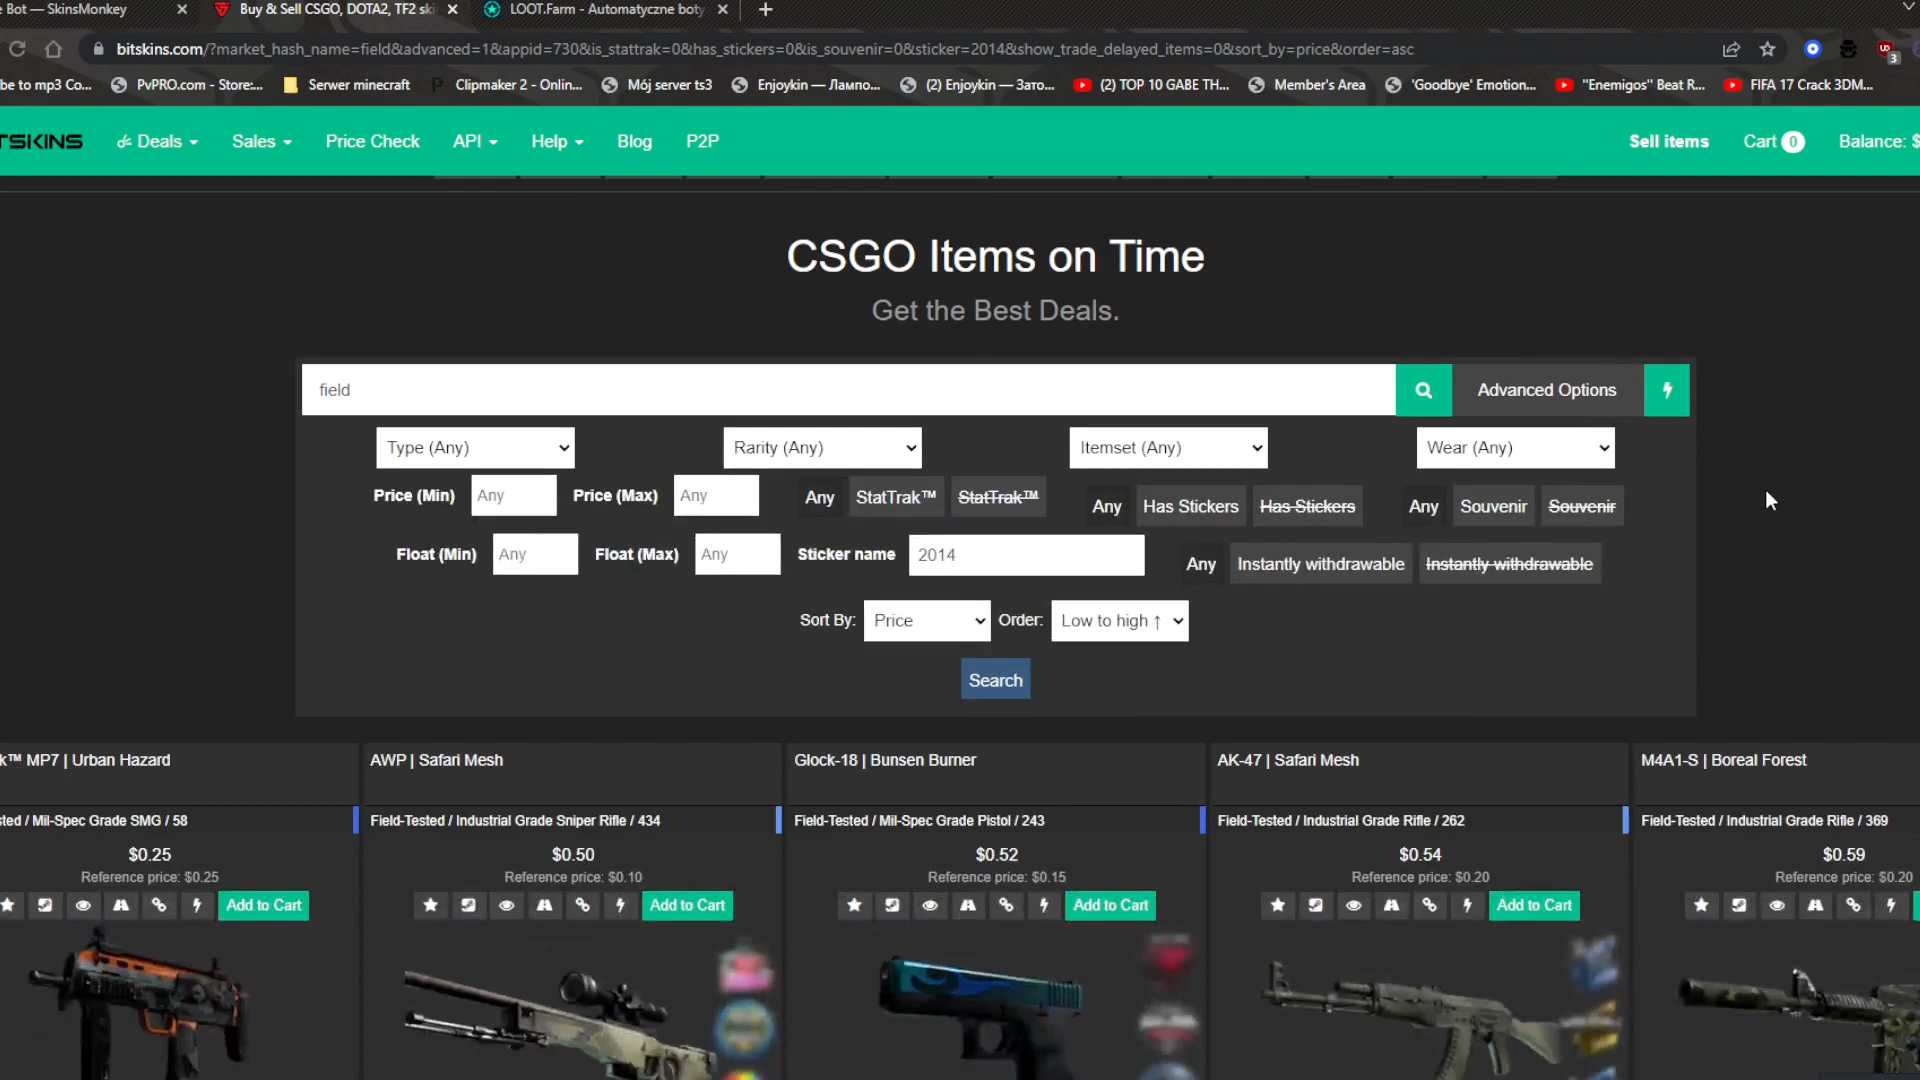 e Bot — SkinsMonkey
Buy & Sell CSGO, DOTA2, TF2 ski
LOOT.Farm - Automatyczne boty
bitskins.com/?market_hash_name=field&advanced=1&appid=730&is_stattrak=0&has_stickers=0&is_souvenir=0&sticker=2014&show_trade_delayed_items=0&sort_by=price&order=asc
3
be to mp3 Co...
PvPRO.com - Store:...
Serwer minecraft
Clipmaker 2 - Onlin...
Mój server ts3
Enjoykin — Лампо...
(2) Enjoykin — Зато...
(2) TOP 10 GABE TH...
Member's Area
'Goodbye' Emotion...
"Enemigos" Beat R...
FIFA 17 Crack 3DM...
TSKINS
Deals
Sales
Price Check
API
Help
Blog
P2P
Sell items
Cart 0
Balance: $
CSGO Items on Time
Get the Best Deals.
field
Advanced Options
Type (Any)
Rarity (Any)
Itemset (Any)
Wear (Any)
Price (Min) Any
Price (Max) Any
Any StatTrak™ StatTrak™
Any Has Stickers Has Stickers
Any Souvenir Souvenir
Float (Min) Any
Float (Max) Any
Sticker name 2014
Any Instantly withdrawable Instantly withdrawable
Sort By: Price Order: Low to high ↑
Search
k™ MP7 | Urban Hazard
AWP | Safari Mesh
Glock-18 | Bunsen Burner
AK-47 | Safari Mesh
M4A1-S | Boreal Forest
sted / Mil-Spec Grade SMG / 58
Field-Tested / Industrial Grade Sniper Rifle / 434
Field-Tested / Mil-Spec Grade Pistol / 243
Field-Tested / Industrial Grade Rifle / 262
Field-Tested / Industrial Grade Rifle / 369
$0.25
$0.50
$0.52
$0.54
$0.59
Reference price: $0.25
Reference price: $0.10
Reference price: $0.15
Reference price: $0.20
Reference price: $0.20
Add to Cart
Add to Cart
Add to Cart
Add to Cart